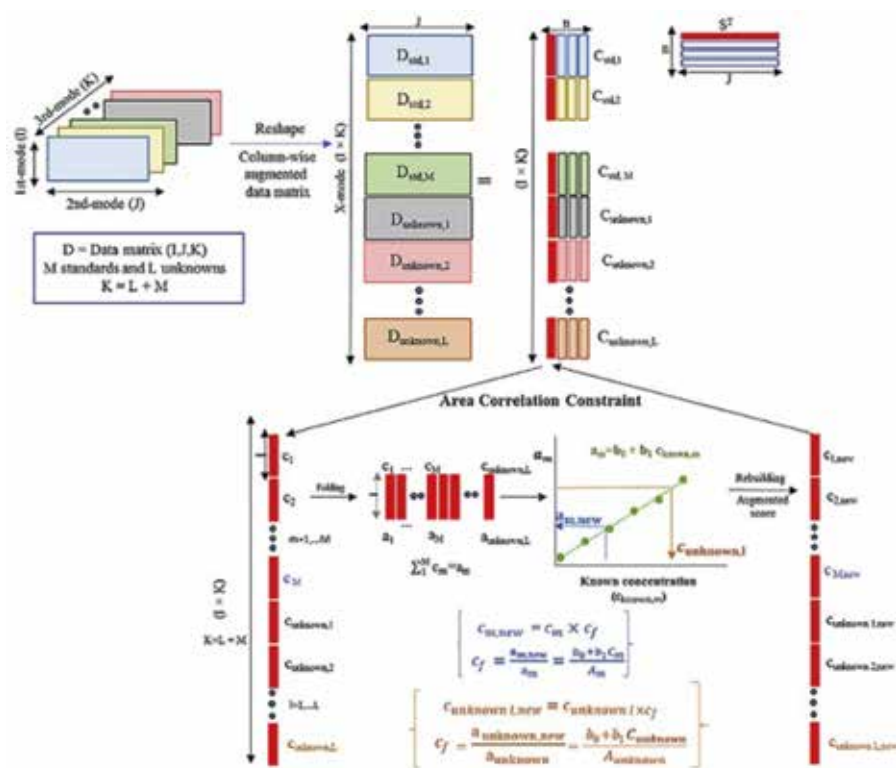 3rd-mode (K)
1st-mode (I)
2nd-mode (J)
D = Data matrix (I,J,K)
M standards and L unknowns
K = L + M
Reshape
Column-wise
augmented
data matrix
J
X-mode (I × K)
D_std,1
D_std,2
D_std,M
D_unknown,1
D_unknown,2
D_unknown,L
=
n
(I × K)
C_std,1
C_std,2
C_std,M
C_unknown,1
C_unknown,2
C_unknown,L
S^T
J
Area Correlation Constraint
(I × K)
K=L+M
c_1
c_2
m=1,...M
c_M
c_unknown,1
c_unknown,2
l=1,...L
c_unknown,L
Folding
c_1 ... c_M c_unknown,L
a_1 ... a_M a_unknown,L
∑_1^M c_m=a_m
a_m
a_m=b_0 + b_1 c_known,m
a_m,new
c_unknown,l
Known concentration
(c_known,m)
Rebuilding
Augmented
score
c_1,new
c_2,new
c_M,new
c_unknown 1,new
c_unknown 2,new
c_unknown L,new
c_m,new = c_m × c_f
c_f = a_m,new / a_m = b_0+b_1 C_m / A_m
c_unknown l,new = c_unknown l × c_f
c_f = a_unknown,new / a_unknown = b_0+b_1 C_unknown / A_unknown